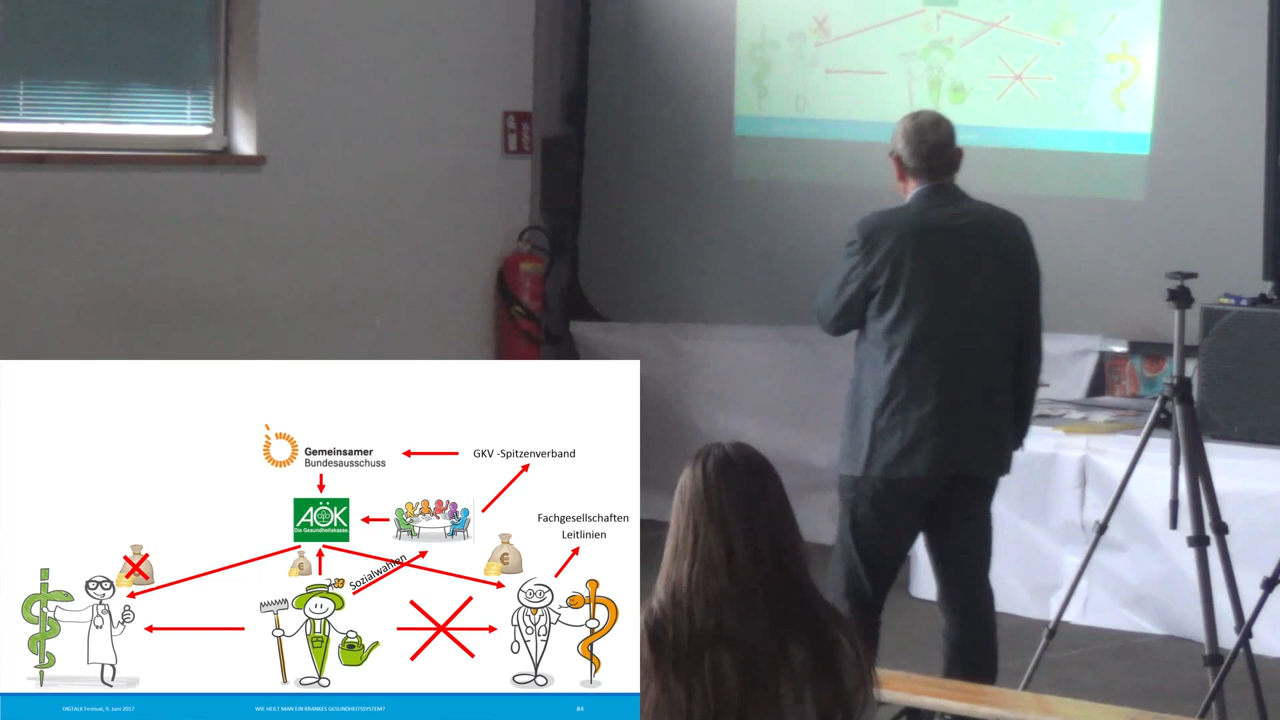 Gemeinsamer
Bundesausschuss
GKV -Spitzenverband
AOK
Die Gesundheitskasse.
Fachgesellschaften
Leitlinien
€
€
Sozialwahlen
OKITALK Festival, 9. Juni 2017
WIE HEILT MAN EIN KRANKES GESUNDHEITSSYSTEM?
84